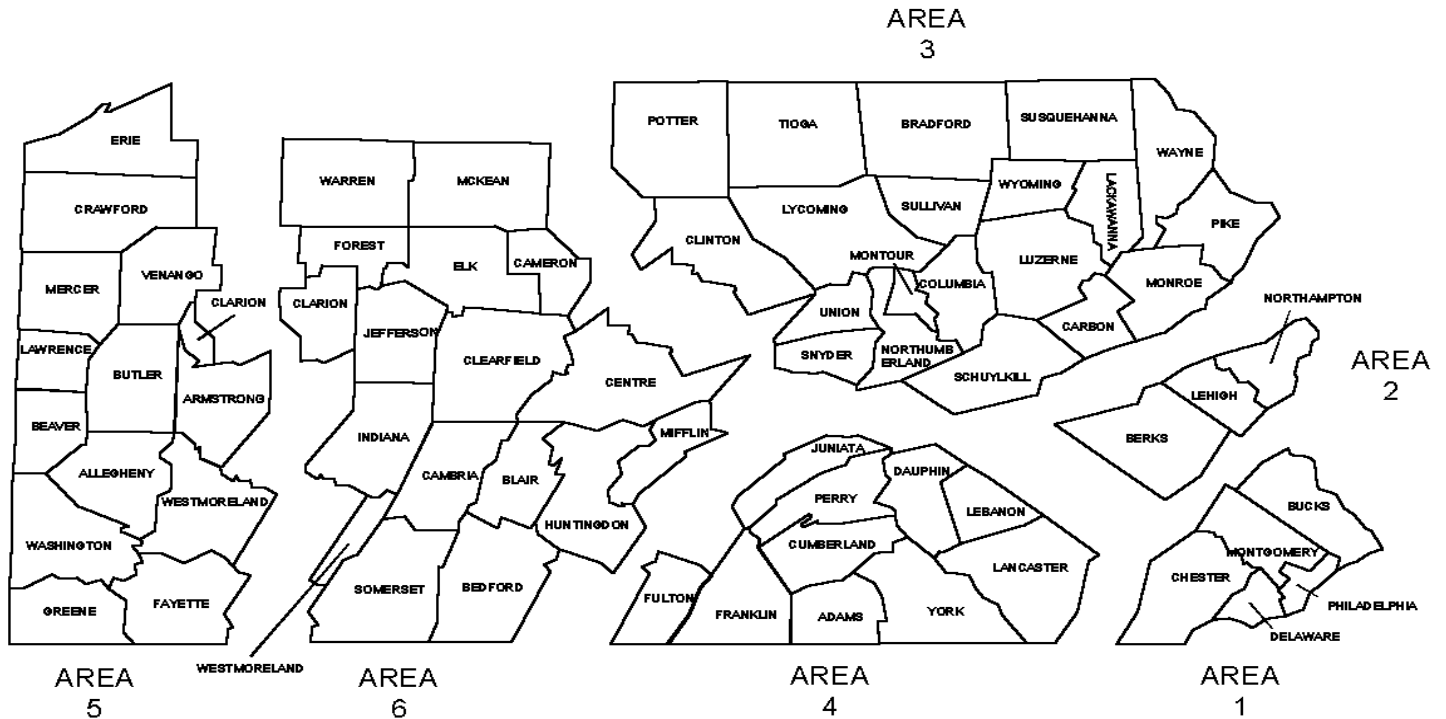 AREA
3
POTTER
TIOGA
BRADFORD
SUSQUEHANNA
WAYNE
ERIE
WARREN
MCKEAN
WYOMING
LACKAWANNA
CRAWFORD
LYCOMING
SULLIVAN
PIKE
CLINTON
FOREST
MONTOUR
LUZERNE
VENANGO
ELK
CAMERON
MERCER
COLUMBIA
MONROE
CLARION
CLARION
NORTHAMPTON
UNION
CARBON
JEFFERSON
LAWRENCE
SNYDER
NORTHUMB
ERLAND
CLEARFIELD
BUTLER
SCHUYLKILL
CENTRE
AREA
2
LEHIGH
ARMSTRONG
BEAVER
INDIANA
MIFFLIN
BERKS
JUNIATA
ALLEGHENY
CAMBRIA
BLAIR
DAUPHIN
PERRY
WESTMORELAND
LEBANON
BUCKS
HUNTINGDON
WASHINGTON
CUMBERLAND
MONTGOMERY
LANCASTER
CHESTER
SOMERSET
BEDFORD
FULTON
GREENE
FAYETTE
FRANKLIN
ADAMS
YORK
PHILADELPHIA
DELAWARE
WESTMORELAND
AREA
5
AREA
6
AREA
4
AREA
1